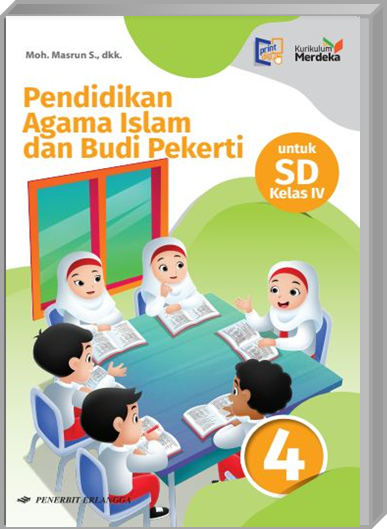 Moh. Masrun S., dkk.
print
Kurikulum
Merdeka
Pendidikan
Agama Islam
dan Budi Pekerti
untuk
SD
Kelas IV
4
PENERBIT ERLANGGA